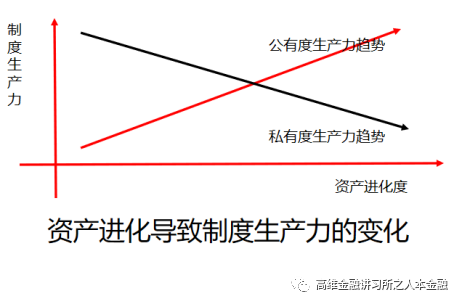 制度生产力
公有度生产力趋势
私有度生产力趋势
资产进化度
资产进化导致制度生产力的变化
高维金融讲习所之人本金融